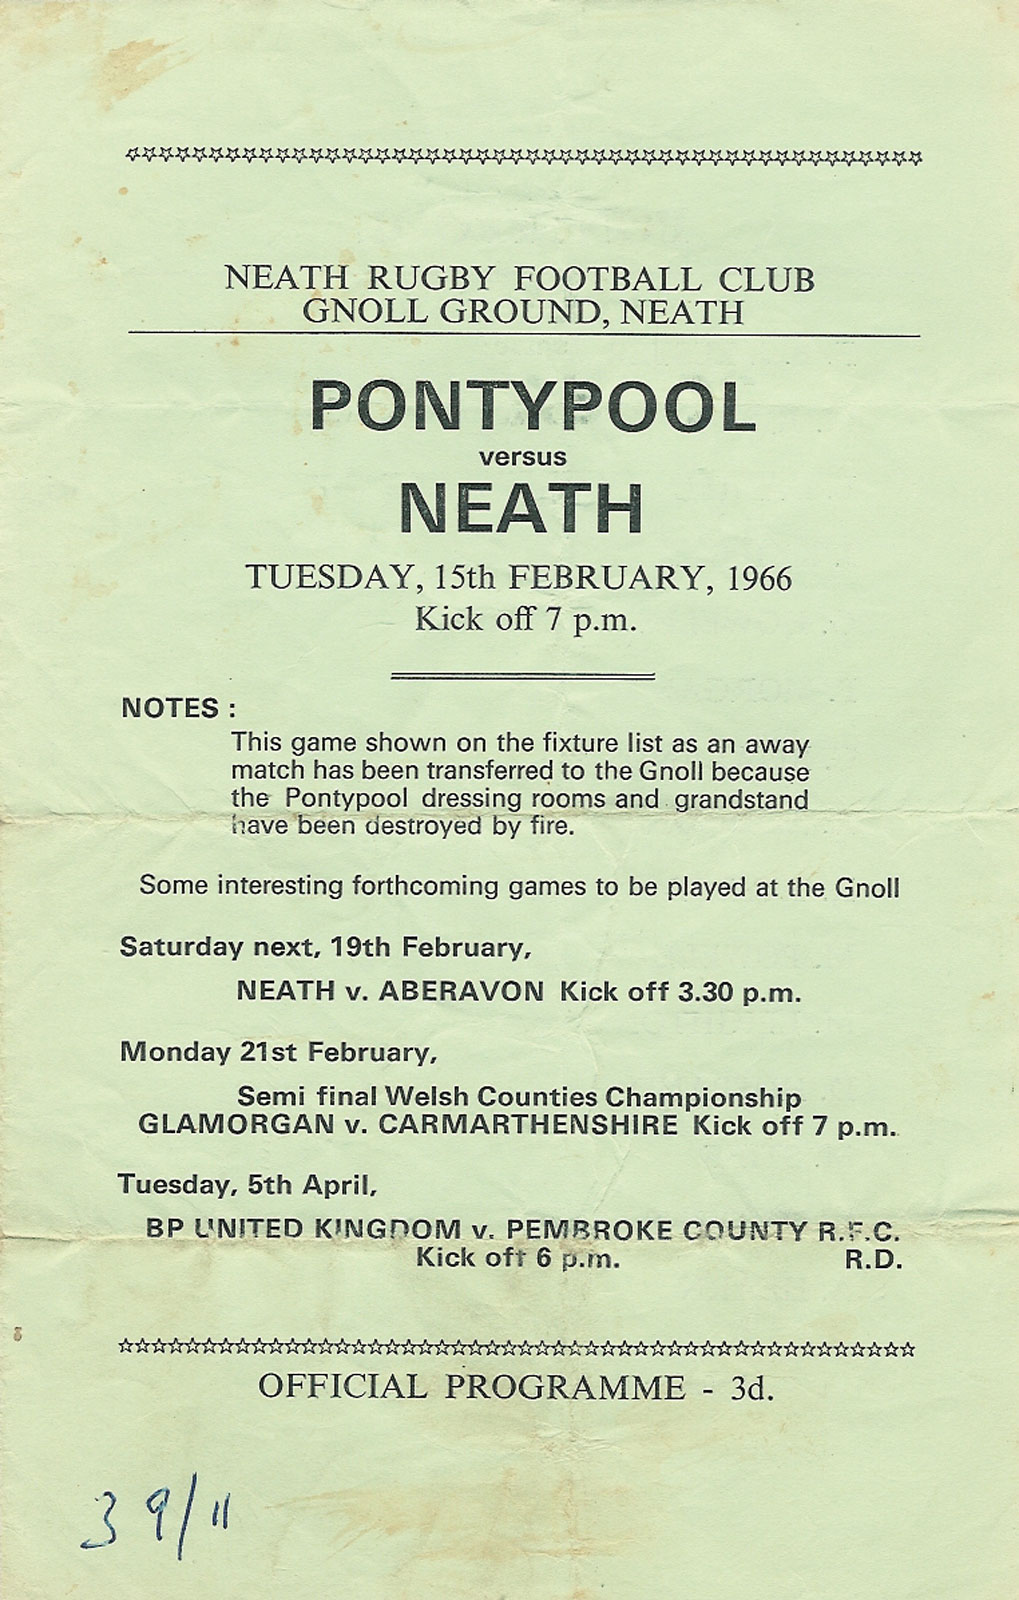 NEATH RUGBY FOOTBALL CLUB
GNOLL GROUND, NEATH
PONTYPOOL
versus
NEATH
TUESDAY, 15th FEBRUARY, 1966
Kick off 7 p.m.
NOTES :
This game shown on the fixture list as an away
match has been transferred to the Gnoll because
the Pontypool dressing rooms and grandstand
have been destroyed by fire.
Some interesting forthcoming games to be played at the Gnoll
Saturday next, 19th February,
NEATH v. ABERAVON Kick off 3.30 p.m.
Monday 21st February,
Semi final Welsh Counties Championship
GLAMORGAN v. CARMARTHENSHIRE Kick off 7 p.m.
Tuesday, 5th April,
BP UNITED KINGDOM v. PEMBROKE COUNTY R.F.C.
Kick off 6 p.m. R.D.
OFFICIAL PROGRAMME - 3d.
39/11